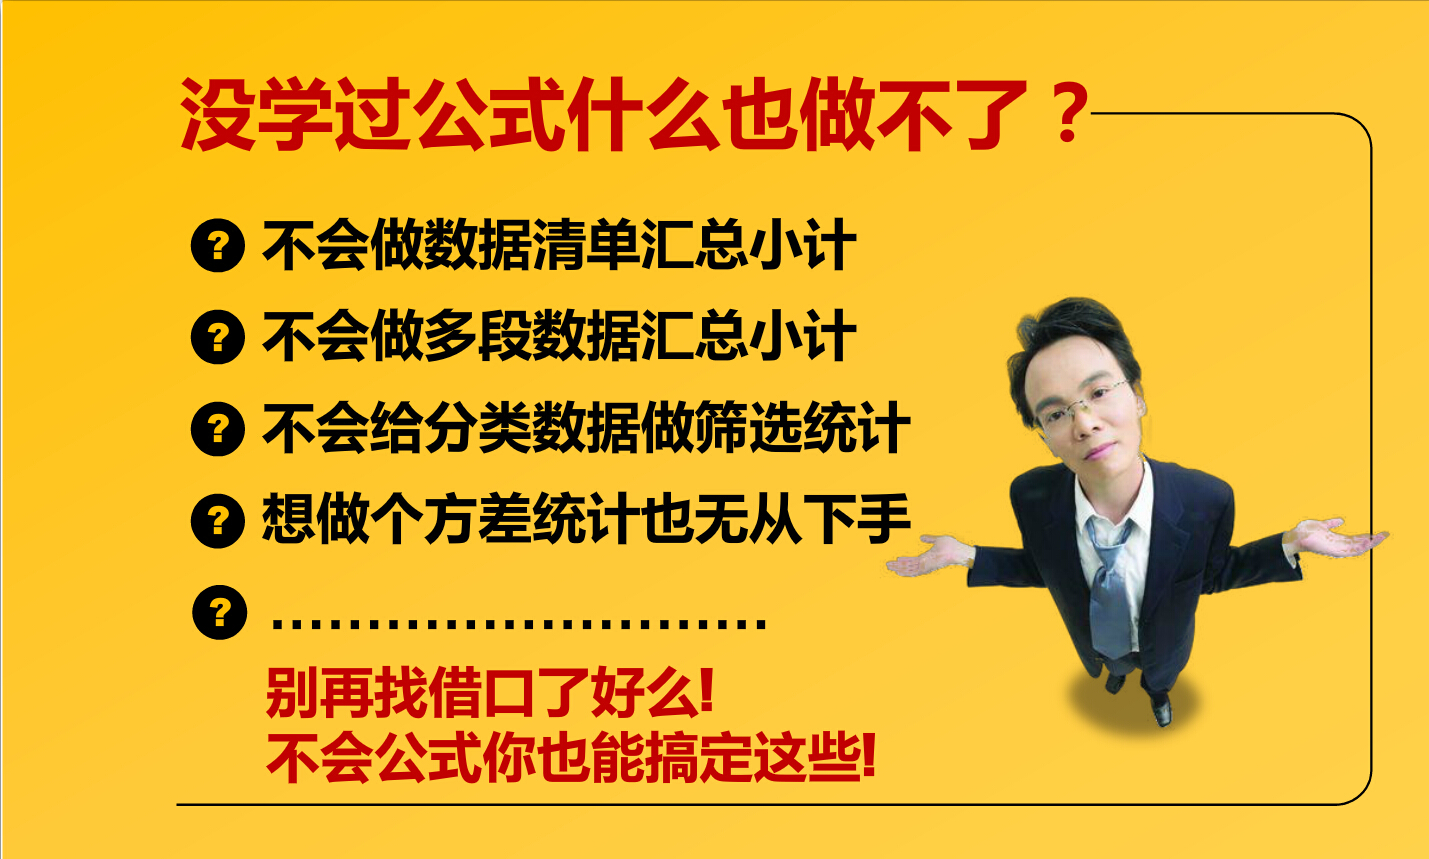 没学过公式什么也做不了？
? 不会做数据清单汇总小计
? 不会做多段数据汇总小计
? 不会给分类数据做筛选统计
? 想做个方差统计也无从下手
? ..........................
别再找借口了好么!
不会公式你也能搞定这些!